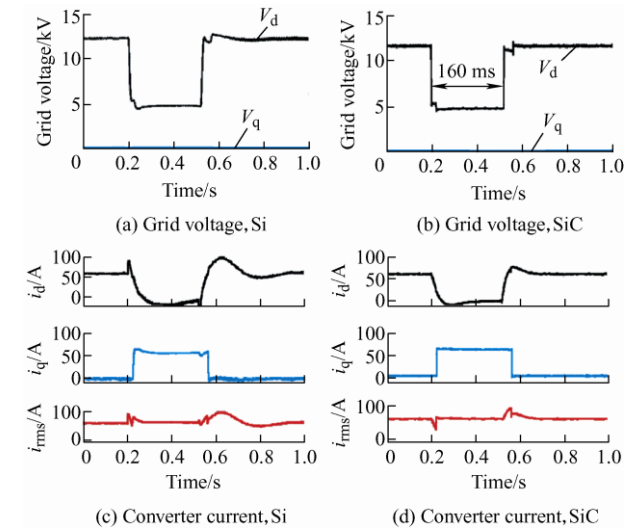 Grid voltage/kV
15
10
5
V_d
V_q
0 0.2 0.4 0.6 0.8 1.0
Time/s
(a) Grid voltage, Si
Grid voltage/kV
15
10
5
160 ms
V_d
V_q
0 0.2 0.4 0.6 0.8 1.0
Time/s
(b) Grid voltage, SiC
i_d/A
100
50
0
i_q/A
100
50
0
i_rms/A
100
0
0 0.2 0.4 0.6 0.8 1.0
Time/s
(c) Converter current, Si
i_d/A
100
50
0
i_q/A
100
50
0
i_rms/A
100
0
0 0.2 0.4 0.6 0.8 1.0
Time/s
(d) Converter current, SiC